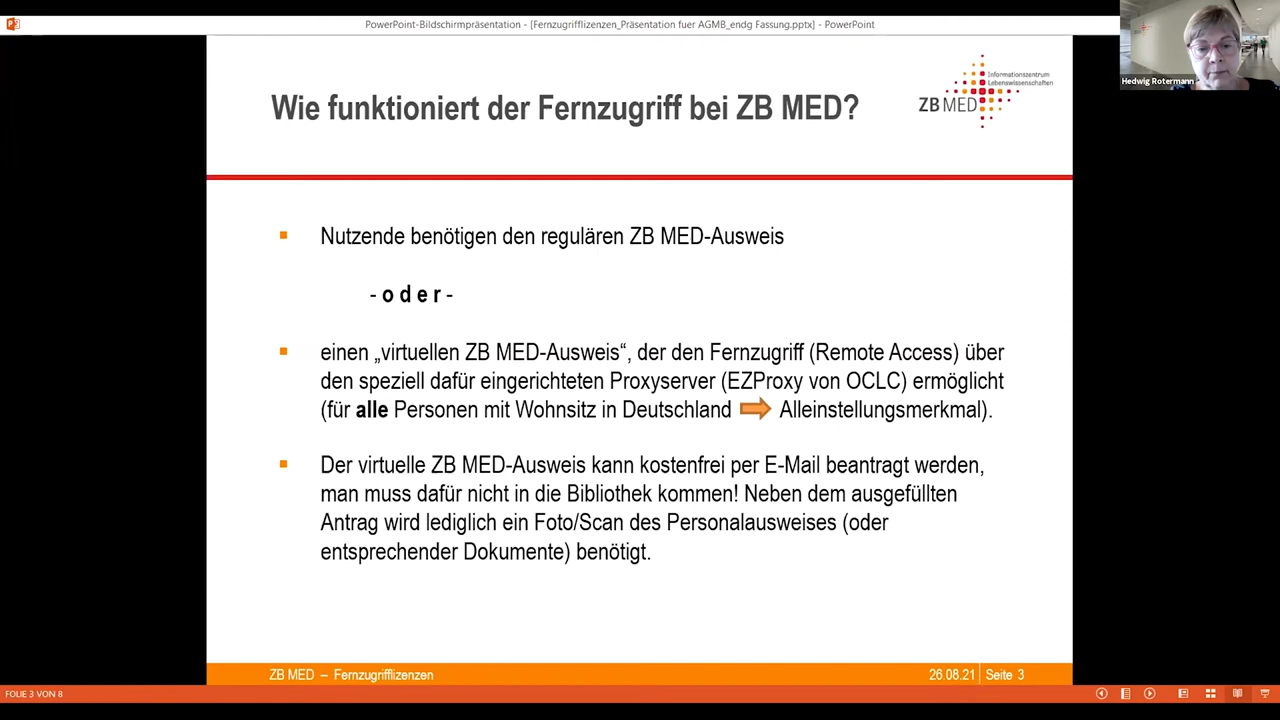 PowerPoint-Bildschirmpräsentation - [Fernzugrifflizenzen_Präsentation fuer AGMB_endg Fassung.pptx] - PowerPoint
Hedwig Rotermann
Wie funktioniert der Fernzugriff bei ZB MED?
Informationszentrum
Lebenswissenschaften
ZB MED
Nutzende benötigen den regulären ZB MED-Ausweis
- o d e r -
einen „virtuellen ZB MED-Ausweis“, der den Fernzugriff (Remote Access) über
den speziell dafür eingerichteten Proxyserver (EZProxy von OCLC) ermöglicht
(für alle Personen mit Wohnsitz in Deutschland Alleinstellungsmerkmal).
Der virtuelle ZB MED-Ausweis kann kostenfrei per E-Mail beantragt werden,
man muss dafür nicht in die Bibliothek kommen! Neben dem ausgefüllten
Antrag wird lediglich ein Foto/Scan des Personalausweises (oder
entsprechender Dokumente) benötigt.
ZB MED – Fernzugrifflizenzen
26.08.21 Seite 3
FOLIE 3 VON 8